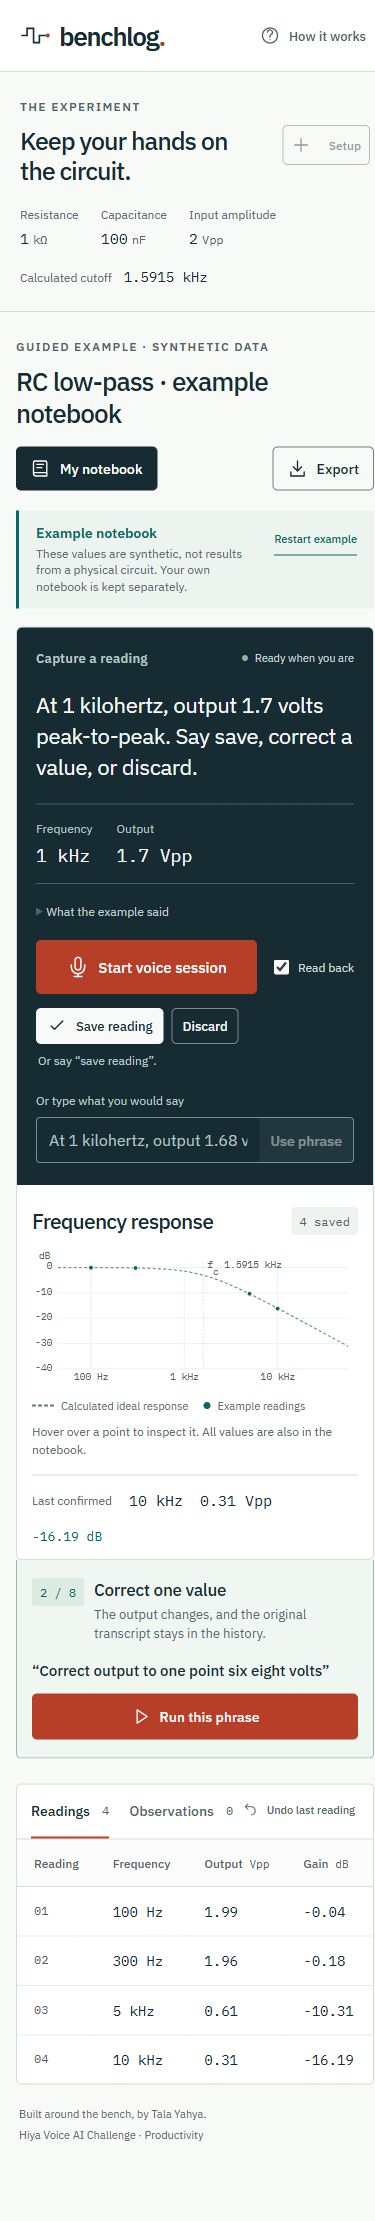 benchlog.
How it works
THE EXPERIMENT
Keep your hands on
the circuit.
Setup
Resistance Capacitance Input amplitude
1 kΩ 100 nF 2 Vpp
Calculated cutoff 1.5915 kHz
GUIDED EXAMPLE · SYNTHETIC DATA
RC low-pass · example
notebook
My notebook
Export
Example notebook
These values are synthetic, not results
from a physical circuit. Your own
notebook is kept separately.
Restart example
Capture a reading
Ready when you are
At 1 kilohertz, output 1.7 volts
peak-to-peak. Say save, correct a
value, or discard.
Frequency Output
1 kHz 1.7 Vpp
What the example said
Start voice session
Read back
Save reading
Discard
Or say “save reading”.
Or type what you would say
At 1 kilohertz, output 1.68 v
Use phrase
Frequency response
4 saved
dB
0
-10
-20
-30
-40
fc 1.5915 kHz
100 Hz 1 kHz 10 kHz
Calculated ideal response Example readings
Hover over a point to inspect it. All values are also in the
notebook.
Last confirmed 10 kHz 0.31 Vpp
-16.19 dB
2 / 8
Correct one value
The output changes, and the original
transcript stays in the history.
“Correct output to one point six eight volts”
Run this phrase
Readings 4 Observations 0 Undo last reading
Reading Frequency Output Vpp Gain dB
01 100 Hz 1.99 -0.04
02 300 Hz 1.96 -0.18
03 5 kHz 0.61 -10.31
04 10 kHz 0.31 -16.19
Built around the bench, by Tala Yahya.
Hiya Voice AI Challenge · Productivity